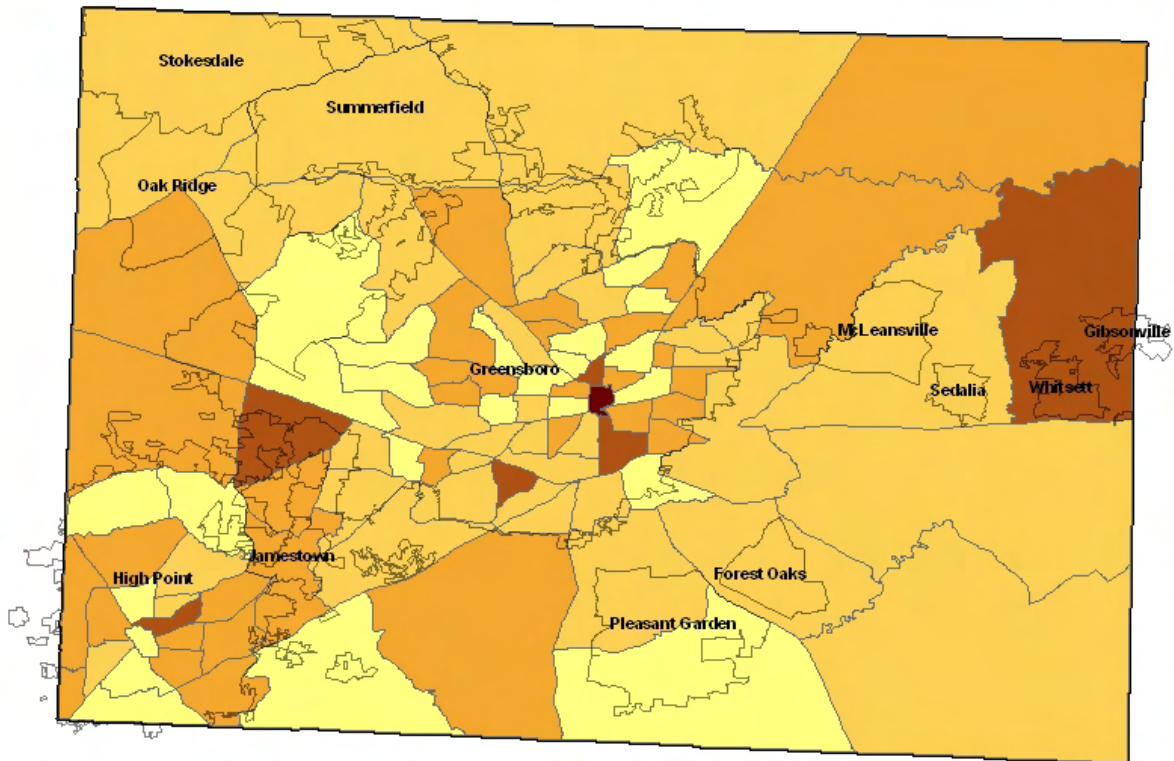 Stokesdale
Summerfield
Oak Ridge
McLeansville
Gibsonville
Greensboro
Sedalia
Whitsett
Jamestown
High Point
Forest Oaks
Pleasant Garden